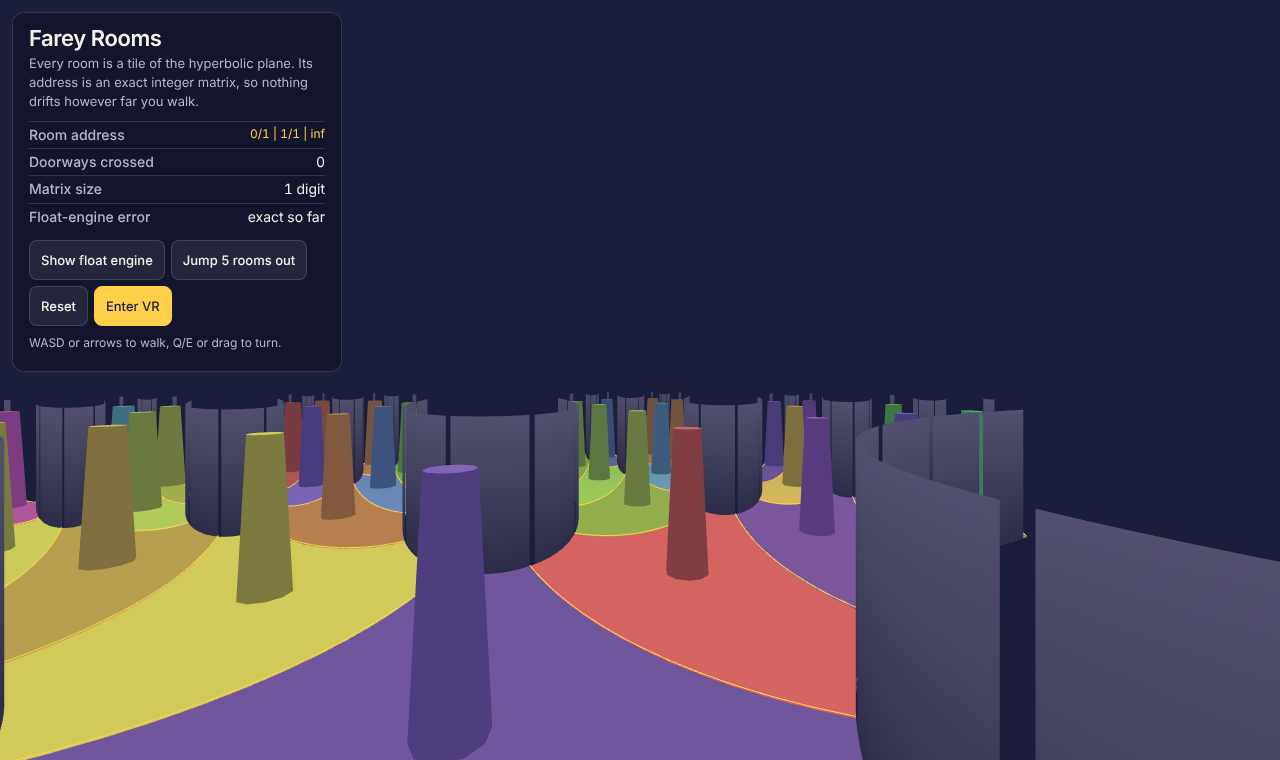 Farey Rooms
Every room is a tile of the hyperbolic plane. Its
address is an exact integer matrix, so nothing
drifts however far you walk.
Room address 0/1 | 1/1 | inf
Doorways crossed 0
Matrix size 1 digit
Float-engine error exact so far
Show float engine Jump 5 rooms out
Reset Enter VR
WASD or arrows to walk, Q/E or drag to turn.